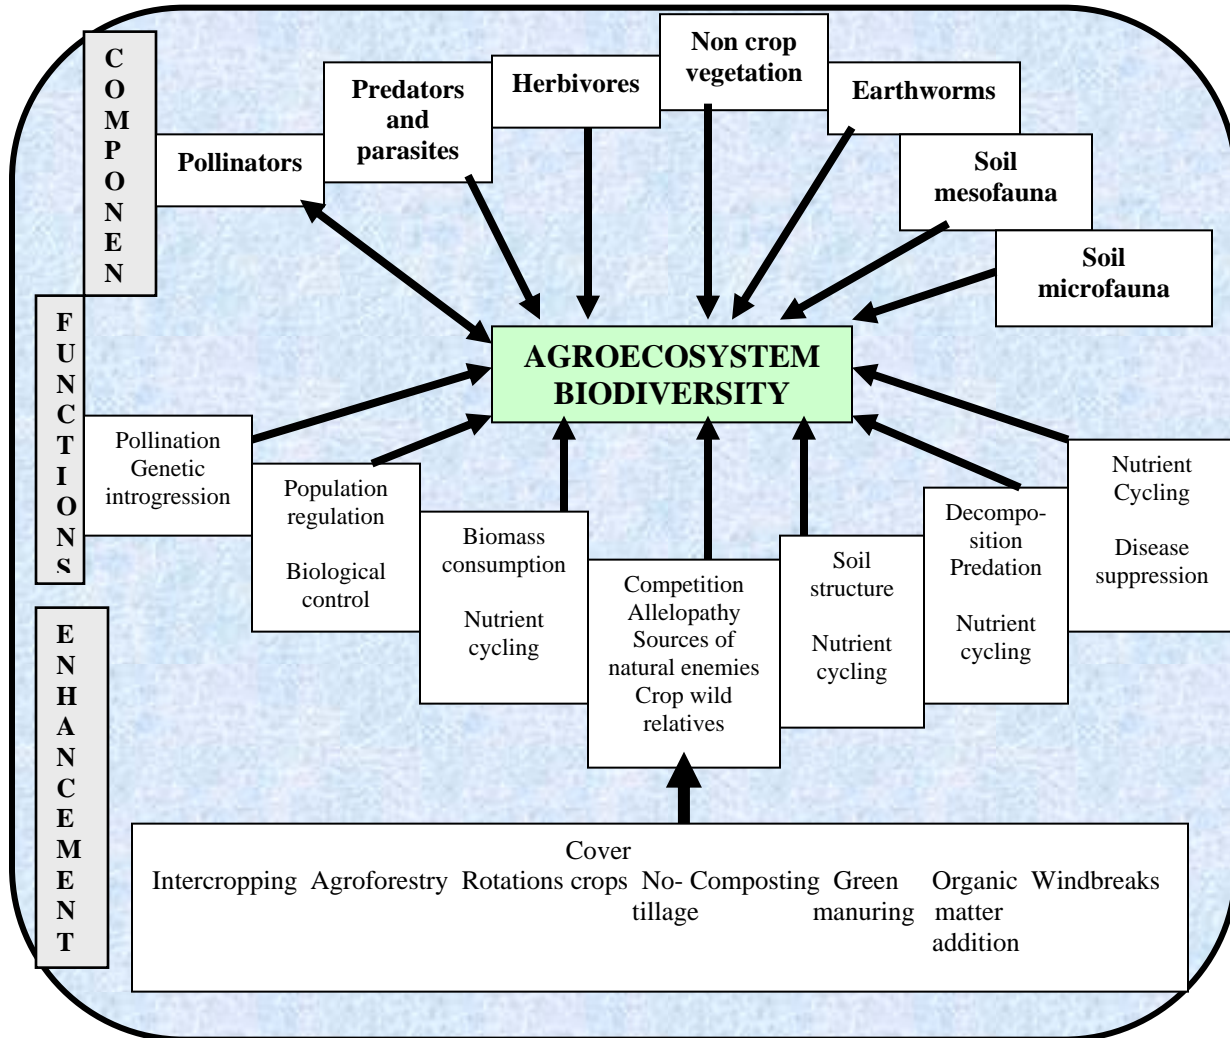 COMPONEN
Pollinators
Predators
and
parasites
Herbivores
Non crop
vegetation
Earthworms
Soil
mesofauna
Soil
microfauna
AGROECOSYSTEM
BIODIVERSITY
FUNCTIONS
Pollination
Genetic
introgression
Population
regulation
Biological
control
Biomass
consumption
Nutrient
cycling
Competition
Allelopathy
Sources of
natural enemies
Crop wild
relatives
Soil
structure
Nutrient
cycling
Decompo-
sition
Predation
Nutrient
cycling
Nutrient
Cycling
Disease
suppression
ENHANCEMENT
Cover
Intercropping Agroforestry Rotations crops No- Composting Green Organic Windbreaks
tillage manuring matter
addition